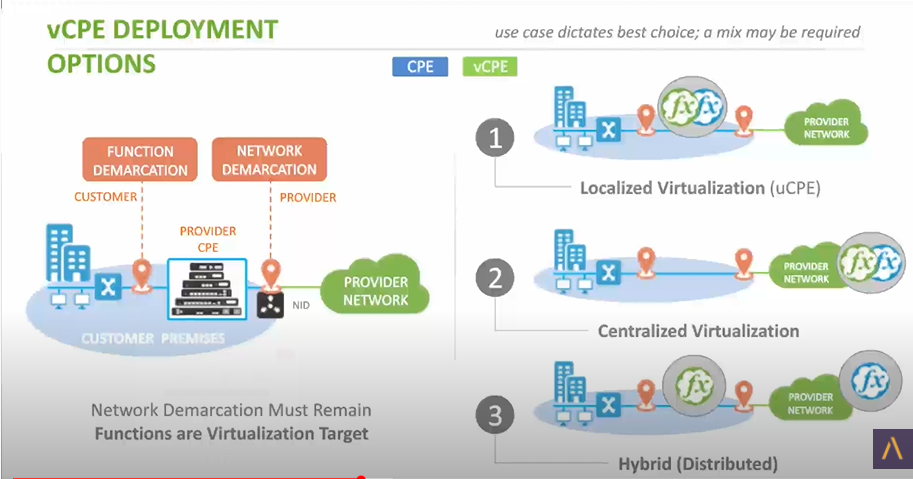 vCPE DEPLOYMENT
OPTIONS
use case dictates best choice; a mix may be required
CPE
vCPE
FUNCTION
DEMARCATION
NETWORK
DEMARCATION
CUSTOMER
PROVIDER
PROVIDER
CPE
X
NID
PROVIDER
NETWORK
CUSTOMER PREMISES
Network Demarcation Must Remain
Functions are Virtualization Target
1
X
fx
fx
PROVIDER
NETWORK
Localized Virtualization (uCPE)
2
X
PROVIDER
NETWORK
fx
fx
Centralized Virtualization
3
X
fx
PROVIDER
NETWORK
fx
Hybrid (Distributed)